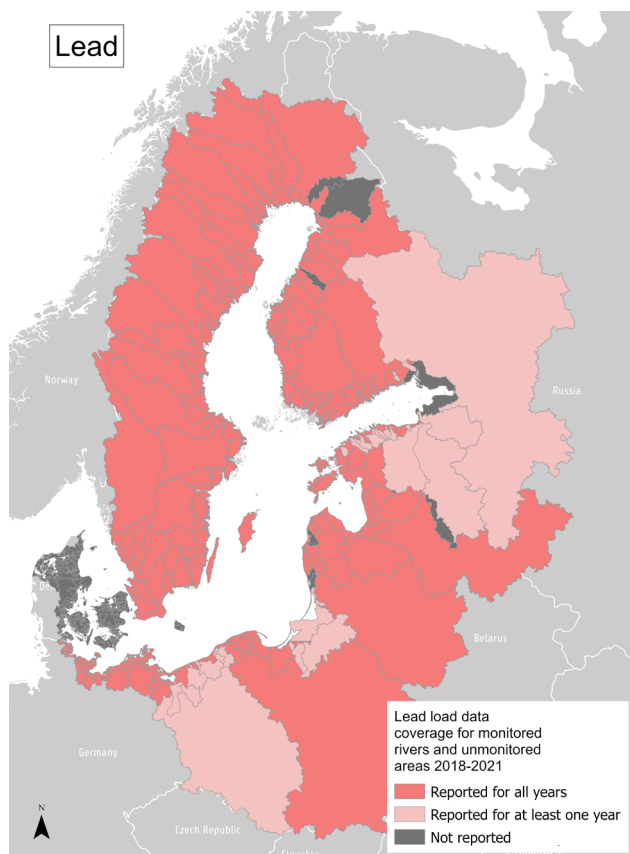 Lead
Norway
Russia
Belarus
Germany
Czech Republic
N
Lead load data
coverage for monitored
rivers and unmonitored
areas 2018-2021
Reported for all years
Reported for at least one year
Not reported